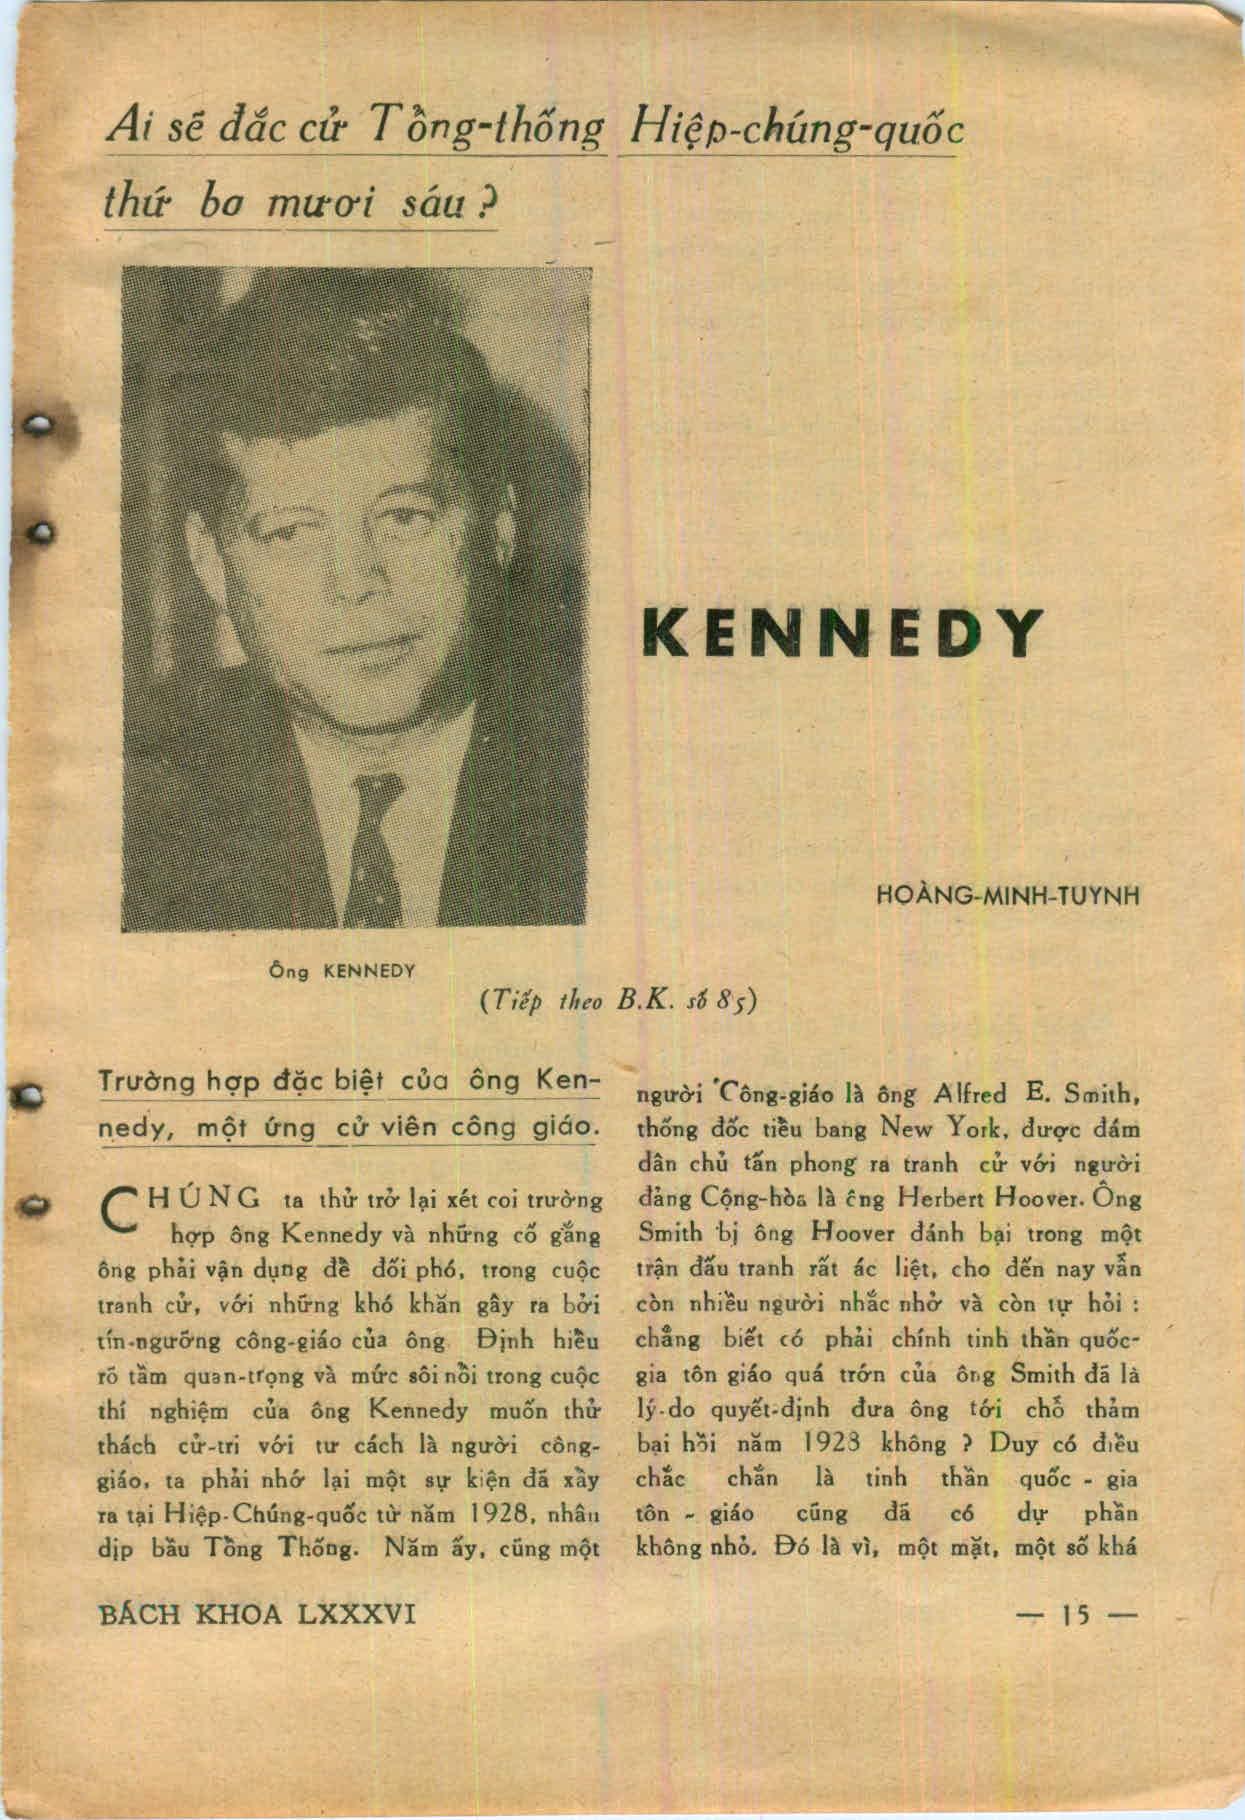 Ai sẽ đắc cử Tổng-thống Hiệp-chúng-quốc
thứ ba mươi sáu ?
KENNEDY
HOÀNG-MINH-TUYNH
Ông KENNEDY
(Tiếp theo B.K. số 85)
Trường hợp đặc biệt của ông Ken-
nedy, một ứng cử viên công giáo.
CHÚNG ta thử trở lại xét coi trường
hợp ông Kennedy và những cố gắng
ông phải vận dụng để đối phó, trong cuộc
tranh cử, với những khó khăn gây ra bởi
tín-ngưỡng công-giáo của ông. Định hiểu
rõ tầm quan-trọng và mức sôi nổi trong cuộc
thí nghiệm của ông Kennedy muốn thử
thách cử-tri với tư cách là người công-
giáo, ta phải nhớ lại một sự kiện đã xẩy
ra tại Hiệp-Chúng-quốc từ năm 1928, nhân
dịp bầu Tổng Thống. Năm ấy, cũng một
người Công-giáo là ông Alfred E. Smith,
thống đốc tiểu bang New York, được đảm
dân chủ tấn phong ra tranh cử với người
đảng Cộng-hòa là ông Herbert Hoover. Ông
Smith bị ông Hoover đánh bại trong một
trận đấu tranh rất ác liệt, cho đến nay vẫn
còn nhiều người nhắc nhở và còn tự hỏi :
chẳng biết có phải chính tinh thần quốc-
gia tôn giáo quá trớn của ông Smith đã là
lý-do quyết-định đưa ông tới chỗ thảm
bại hồi năm 1928 không ? Duy có điều
chắc chắn là tinh thần quốc - gia
tôn - giáo cũng đã có dự phần
không nhỏ. Đó là vì, một mặt, một số khá
BÁCH KHOA LXXXVI
— 15 —